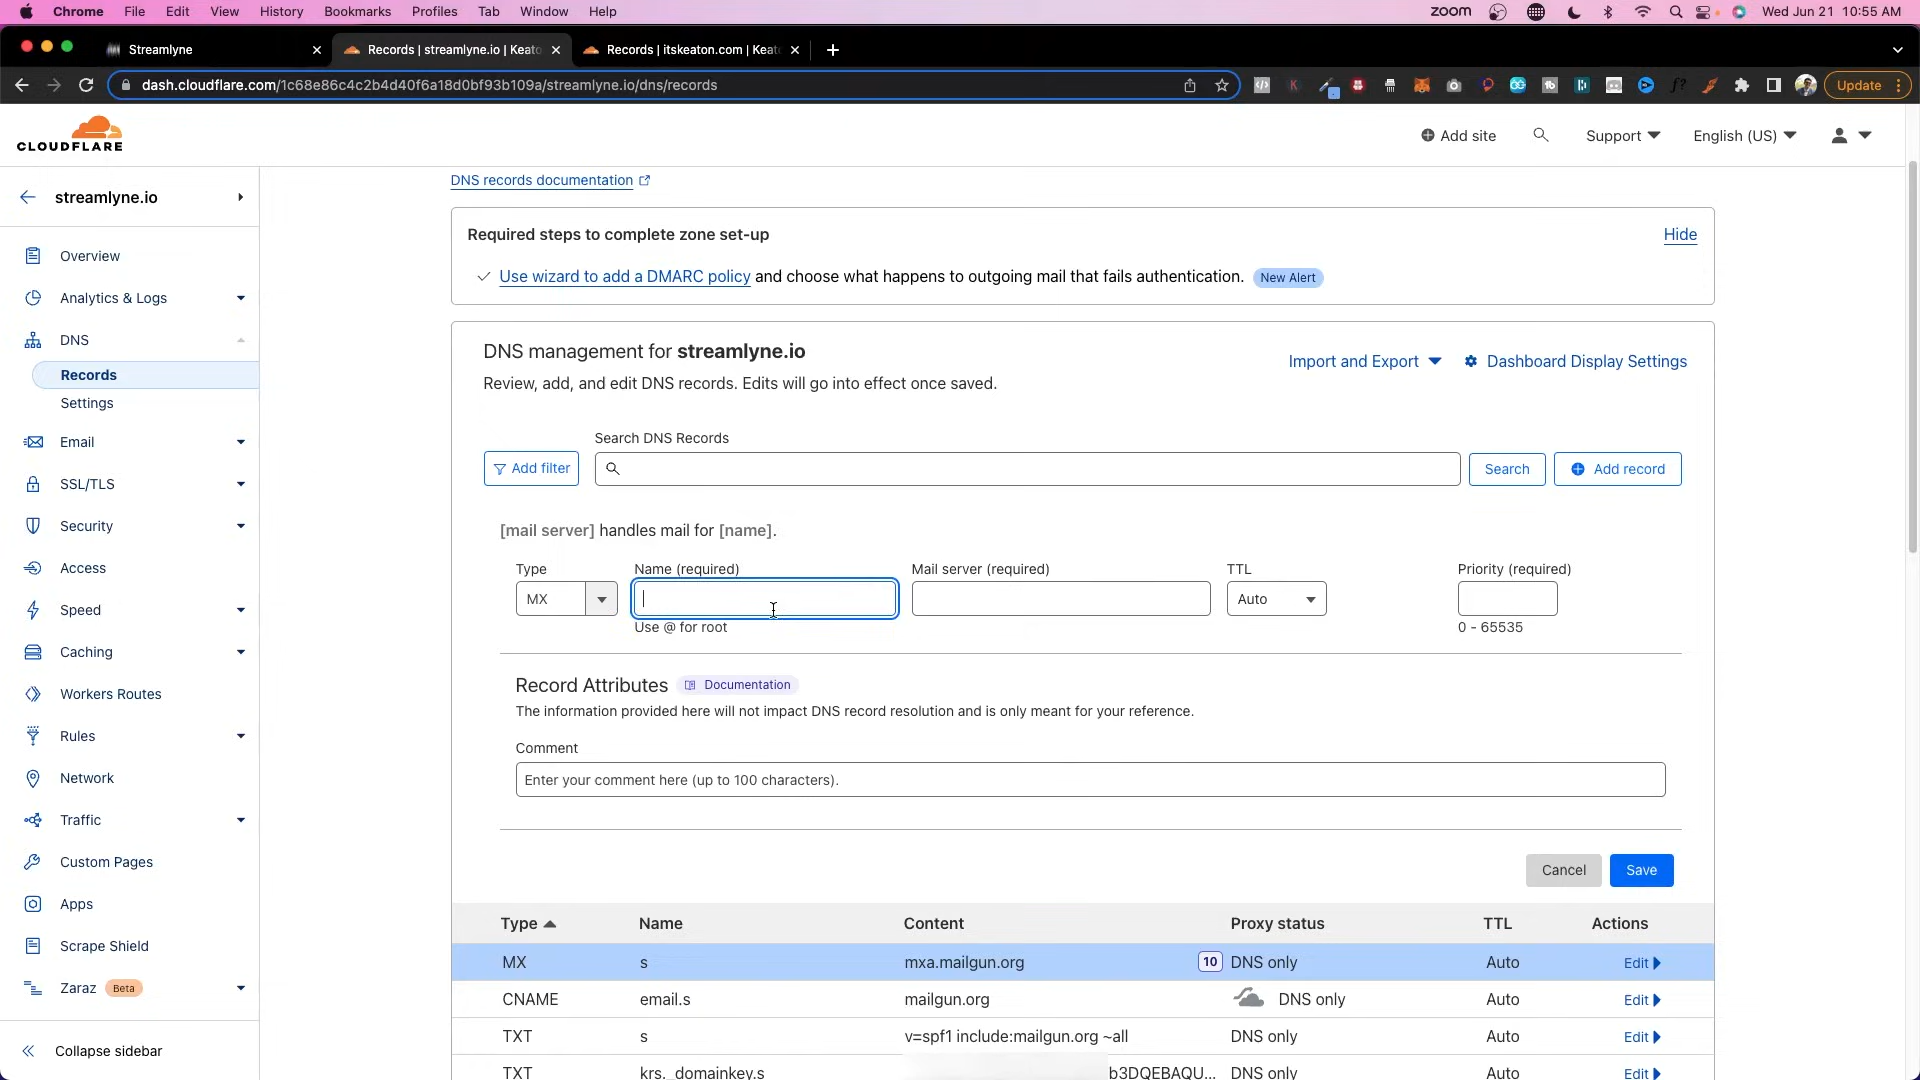 Chrome File Edit View History Bookmarks Profiles Tab Window Help zoom Wed Jun 21 10:55 AM
Streamlyne Records | streamlyne.io | Keato Records | itskeaton.com | Keat
dash.cloudflare.com/1c68e86c4c2b4d40f6a18d0bf93b109a/streamlyne.io/dns/records Update
CLOUDFLARE Add site Support English (US)
streamlyne.io
Overview
Analytics & Logs
DNS
Records
Settings
Email
SSL/TLS
Security
Access
Speed
Caching
Workers Routes
Rules
Network
Traffic
Custom Pages
Apps
Scrape Shield
Zaraz Beta
Collapse sidebar
DNS records documentation
Required steps to complete zone set-up Hide
Use wizard to add a DMARC policy and choose what happens to outgoing mail that fails authentication. New Alert
DNS management for streamlyne.io
Review, add, and edit DNS records. Edits will go into effect once saved.
Import and Export Dashboard Display Settings
Search DNS Records
Add filter Search Add record
[mail server] handles mail for [name].
Type Name (required) Mail server (required) TTL Priority (required)
MX Auto
Use @ for root 0 - 65535
Record Attributes Documentation
The information provided here will not impact DNS record resolution and is only meant for your reference.
Comment
Enter your comment here (up to 100 characters).
Cancel Save
Type Name Content Proxy status TTL Actions
MX s mxa.mailgun.org 10 DNS only Auto Edit
CNAME email.s mailgun.org DNS only Auto Edit
TXT s v=spf1 include:mailgun.org ~all DNS only Auto Edit
TXT krs._domainkey.s b3DQEBAQU... DNS only Auto Edit